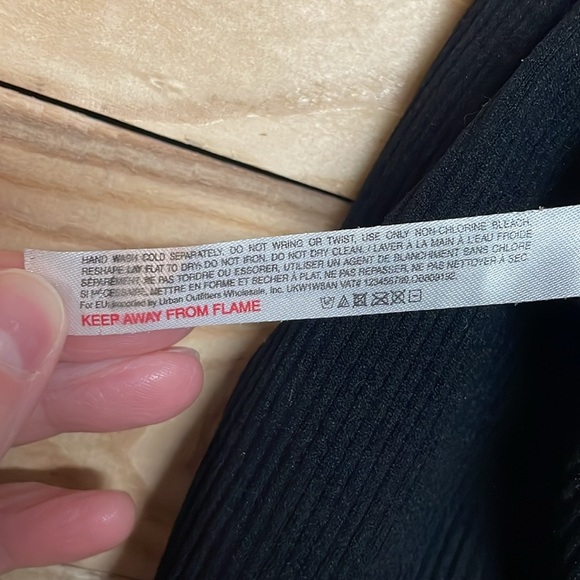 HAND WASH COLD SEPARATELY. DO NOT WRING OR TWIST, USE ONLY NON-CHLORINE BLEACH,
RESHAPE LAY FLAT TO DRY. DO NOT IRON. DO NOT DRY CLEAN. / LAVER À LA MAIN À L'EAU FROIDE
SÉPARÉMENT. NE PAS TORDRE OU ESSORER, UTILISER UN AGENT DE BLANCHIMENT SANS CHLORE
SI NÉCESSAIRE, METTRE EN FORME ET SÉCHER À PLAT, NE PAS REPASSER, NE PAS NETTOYER À SEC.
For EU: Imported by Urban Outfitters Wholesale, Inc. UKW1W8AN VAT# 123456789
KEEP AWAY FROM FLAME